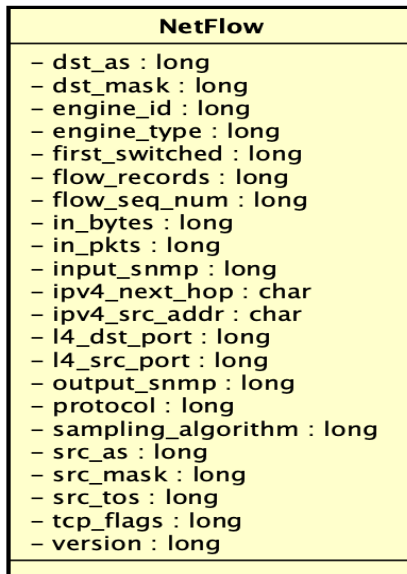 NetFlow
– dst_as : long
– dst_mask : long
– engine_id : long
– engine_type : long
– first_switched : long
– flow_records : long
– flow_seq_num : long
– in_bytes : long
– in_pkts : long
– input_snmp : long
– ipv4_next_hop : char
– ipv4_src_addr : char
– l4_dst_port : long
– l4_src_port : long
– output_snmp : long
– protocol : long
– sampling_algorithm : long
– src_as : long
– src_mask : long
– src_tos : long
– tcp_flags : long
– version : long